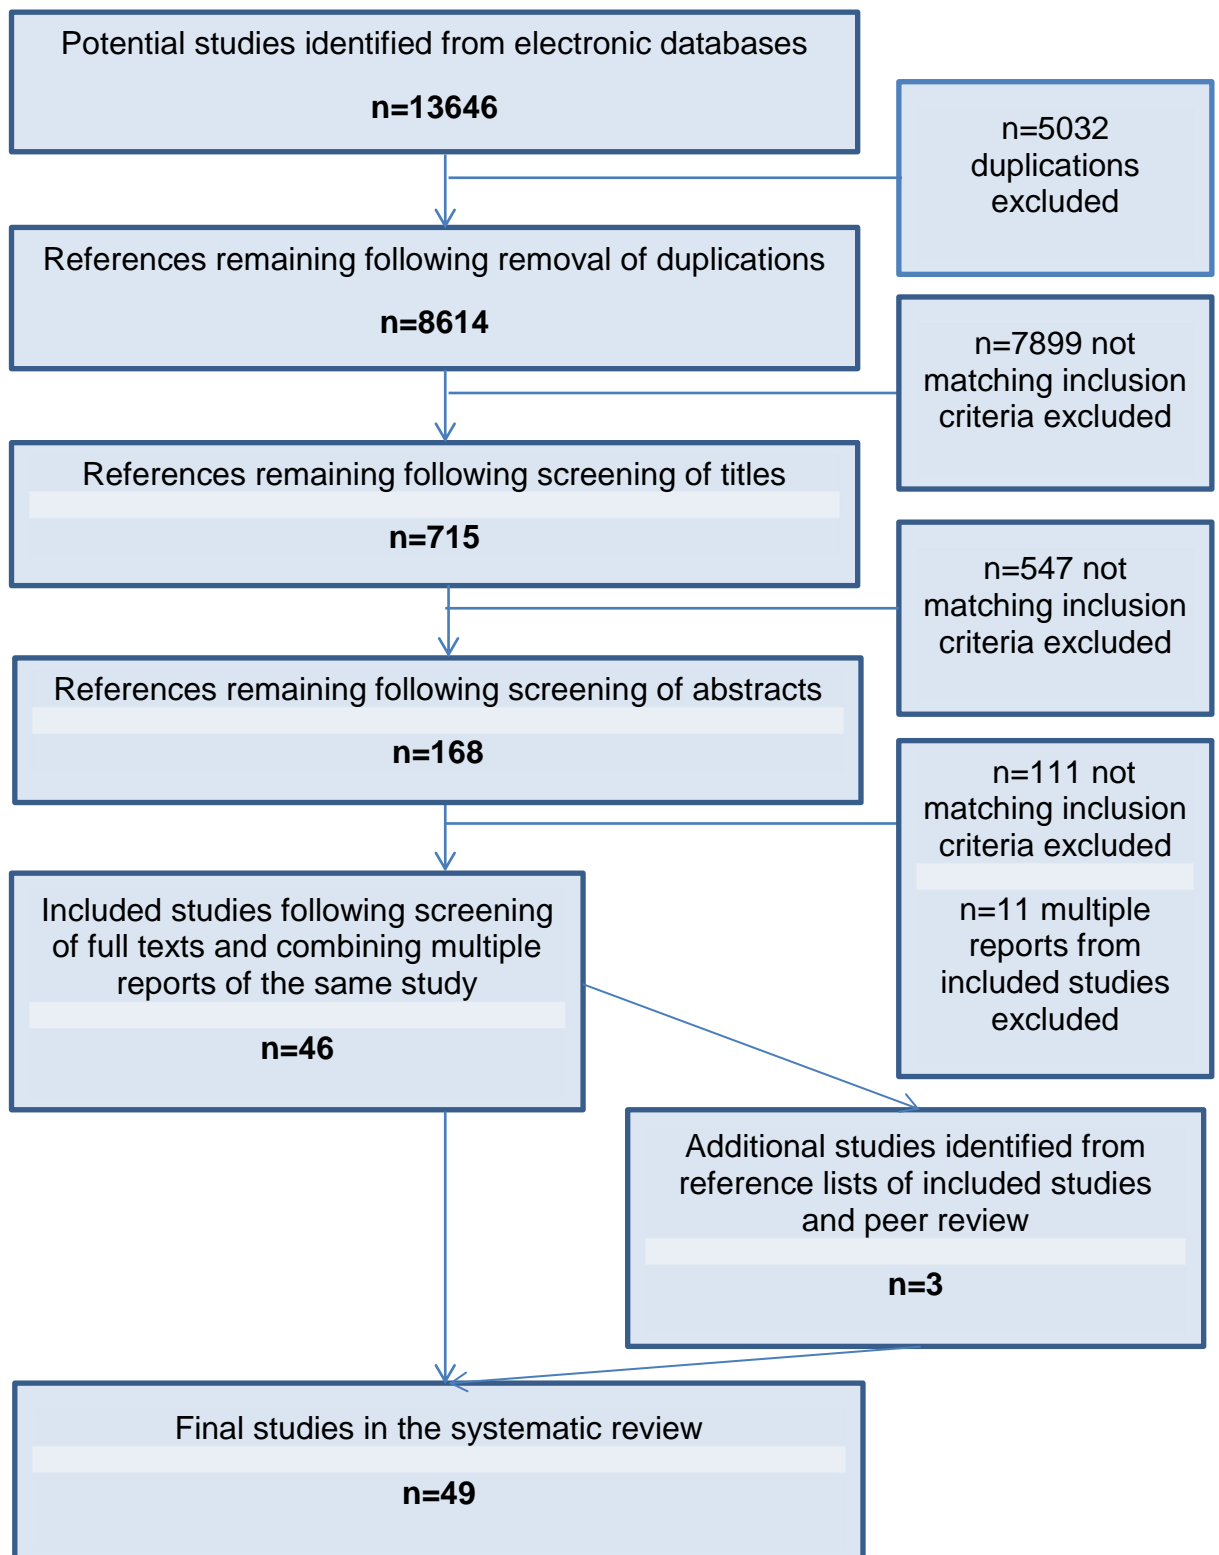 Potential studies identified from electronic databases
n=13646
n=5032
duplications
excluded
References remaining following removal of duplications
n=8614
n=7899 not
matching inclusion
criteria excluded
References remaining following screening of titles
n=715
n=547 not
matching inclusion
criteria excluded
References remaining following screening of abstracts
n=168
n=111 not
matching inclusion
criteria excluded
n=11 multiple
reports from
included studies
excluded
Included studies following screening
of full texts and combining multiple
reports of the same study
n=46
Additional studies identified from
reference lists of included studies
and peer review
n=3
Final studies in the systematic review
n=49